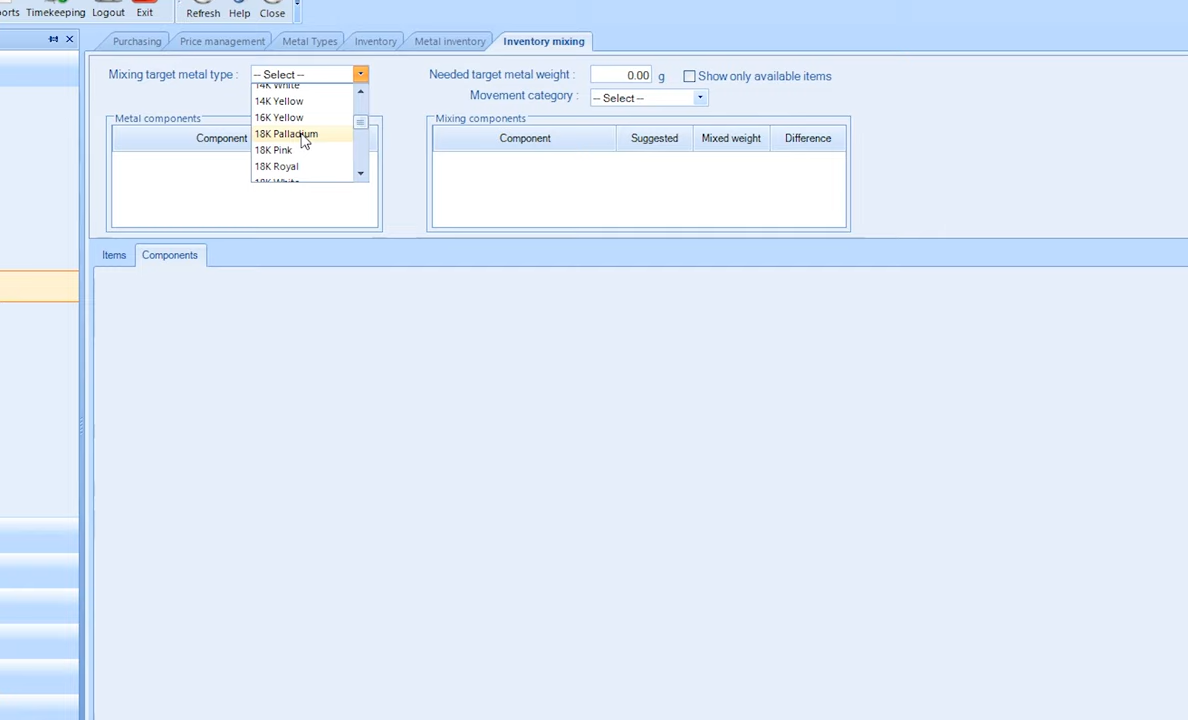 orts Timekeeping Logout Exit Refresh Help Close
Purchasing Price management Metal Types Inventory Metal inventory Inventory mixing
Mixing target metal type : -- Select -- Needed target metal weight : 0.00 g Show only available items
Movement category : -- Select --
14K White
14K Yellow
16K Yellow
18K Palladium
18K Pink
18K Royal
18K White
Metal components
Component
Mixing components
Component Suggested Mixed weight Difference
Items Components